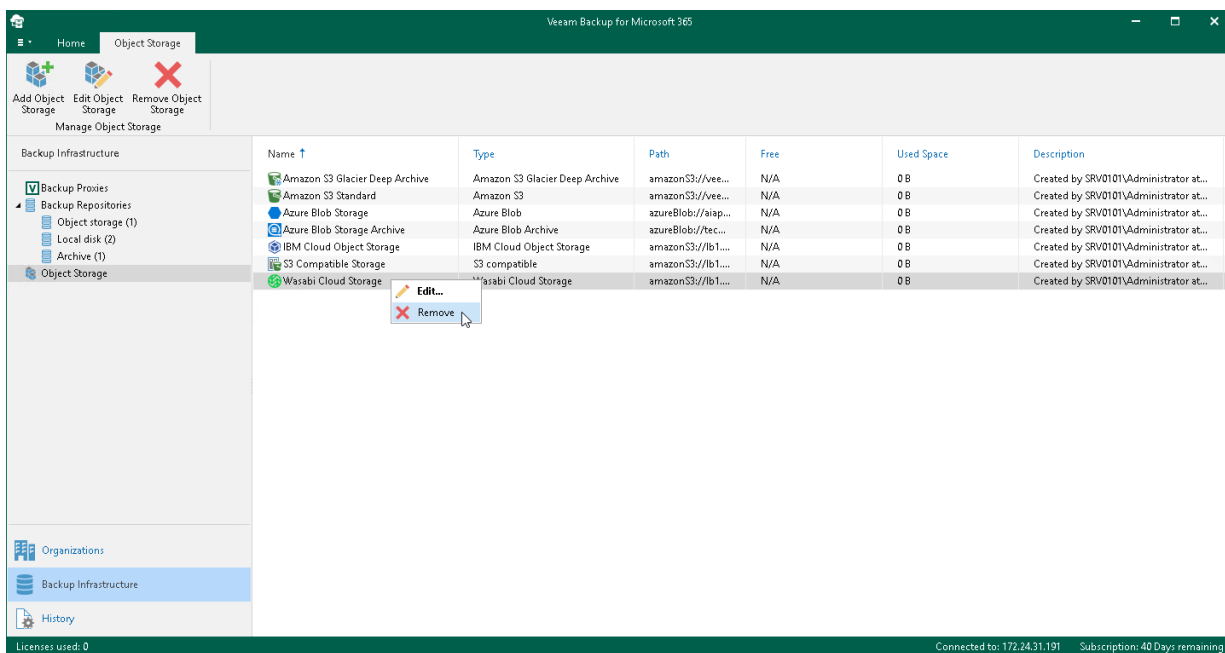 Veeam Backup for Microsoft 365
Home Object Storage
Add Object Storage Edit Object Storage Remove Object Storage
Manage Object Storage
Backup Infrastructure
Backup Proxies
Backup Repositories
Object storage (1)
Local disk (2)
Archive (1)
Object Storage
Name Type Path Free Used Space Description
Amazon S3 Glacier Deep Archive Amazon S3 Glacier Deep Archive amazonS3://vee... N/A 0 B Created by SRV0101\Administrator at...
Amazon S3 Standard Amazon S3 amazonS3://vee... N/A 0 B Created by SRV0101\Administrator at...
Azure Blob Storage Azure Blob azureBlob://aiap... N/A 0 B Created by SRV0101\Administrator at...
Azure Blob Storage Archive Azure Blob Archive azureBlob://tec... N/A 0 B Created by SRV0101\Administrator at...
IBM Cloud Object Storage IBM Cloud Object Storage amazonS3://lb1.... N/A 0 B Created by SRV0101\Administrator at...
S3 Compatible Storage S3 compatible amazonS3://lb1.... N/A 0 B Created by SRV0101\Administrator at...
Wasabi Cloud Storage Wasabi Cloud Storage amazonS3://lb1.... N/A 0 B Created by SRV0101\Administrator at...
Edit...
Remove
Organizations
Backup Infrastructure
History
Licenses used: 0 Connected to: 172.24.31.191 Subscription: 40 Days remaining